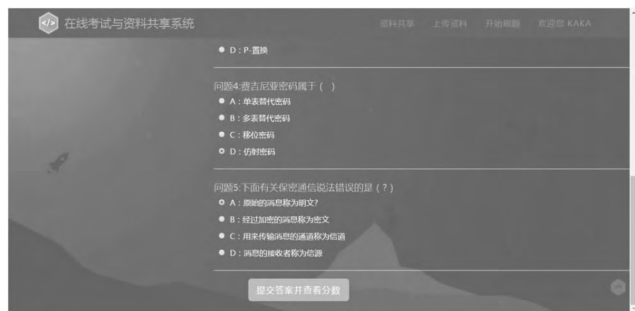 在线考试与资料共享系统
资料共享 上传资料 开始刷题 欢迎您 KAKA
D：P-置换
问题4:费吉尼亚密码属于 ( )
A：单表替代密码
B：多表替代密码
C：移位密码
D：仿射密码
问题5:下面有关保密通信说法错误的是 ( ? )
A：原始的消息称为明文?
B：经过加密的消息称为密文
C：用来传输消息的通道称为信道
D：消息的接收者称为信源
提交答案并查看分数